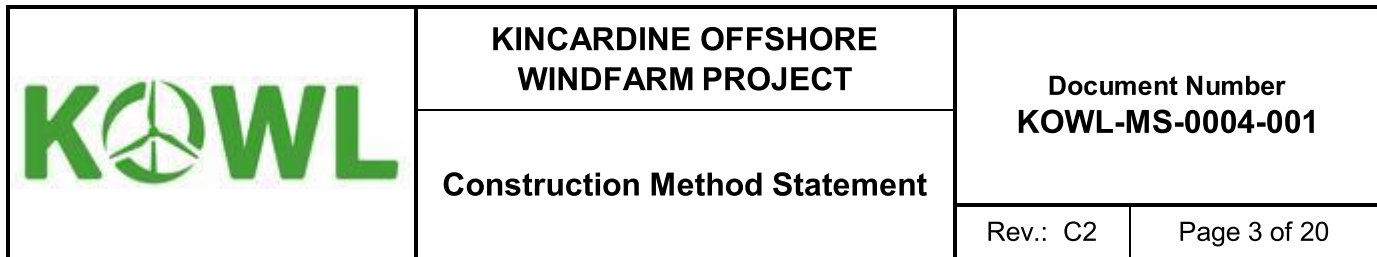 KOWL
KINCARDINE OFFSHORE
WINDFARM PROJECT
Construction Method Statement
Document Number
KOWL-MS-0004-001
Rev.: C2
Page 3 of 20